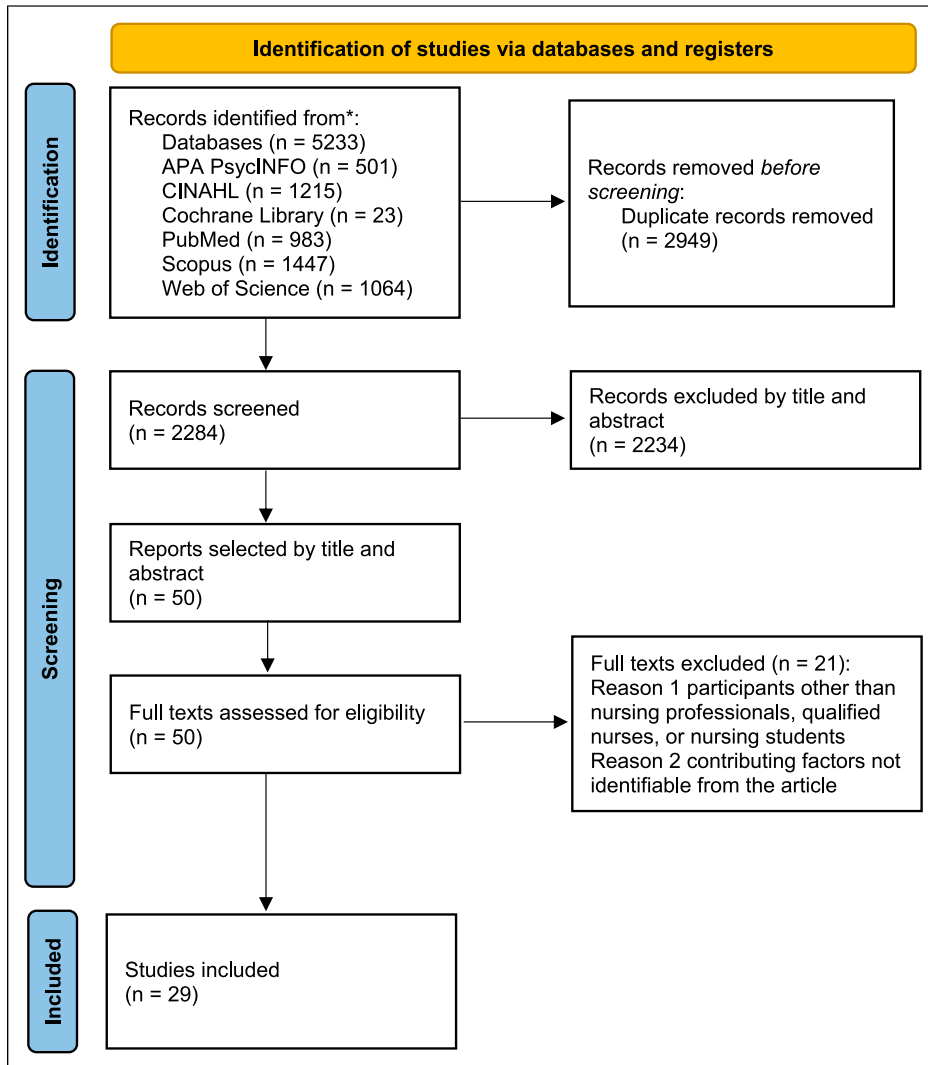 Identification of studies via databases and registers
Identification
Records identified from*:
Databases (n = 5233)
APA PsycINFO (n = 501)
CINAHL (n = 1215)
Cochrane Library (n = 23)
PubMed (n = 983)
Scopus (n = 1447)
Web of Science (n = 1064)
Records removed before
screening:
Duplicate records removed
(n = 2949)
Screening
Records screened
(n = 2284)
Records excluded by title and
abstract
(n = 2234)
Reports selected by title and
abstract
(n = 50)
Full texts assessed for eligibility
(n = 50)
Full texts excluded (n = 21):
Reason 1 participants other than
nursing professionals, qualified
nurses, or nursing students
Reason 2 contributing factors not
identifiable from the article
Included
Studies included
(n = 29)